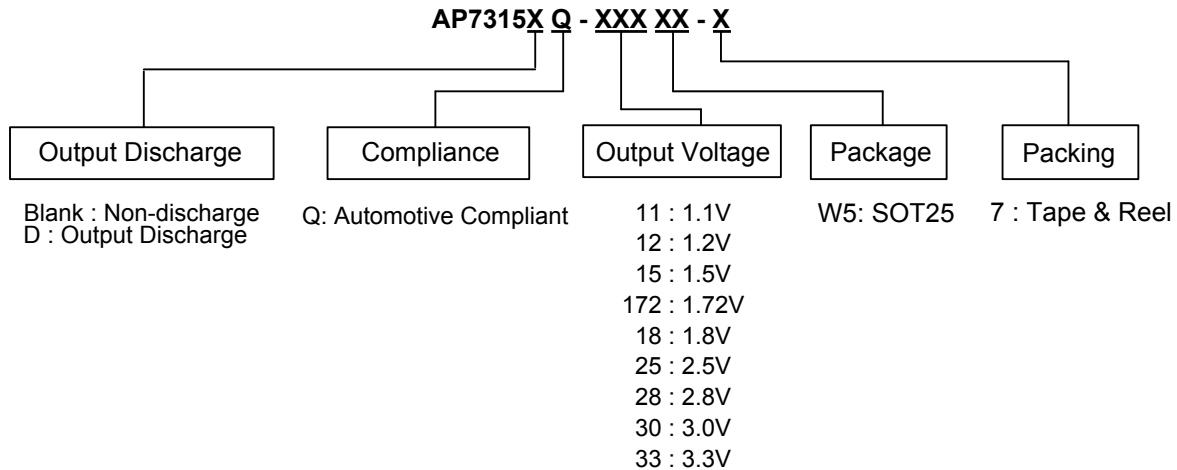 AP7315X Q - XXX XX - X
Output Discharge
Compliance
Output Voltage
Package
Packing
Blank : Non-discharge
D : Output Discharge
Q: Automotive Compliant
11 : 1.1V
12 : 1.2V
15 : 1.5V
172 : 1.72V
18 : 1.8V
25 : 2.5V
28 : 2.8V
30 : 3.0V
33 : 3.3V
W5: SOT25
7 : Tape & Reel